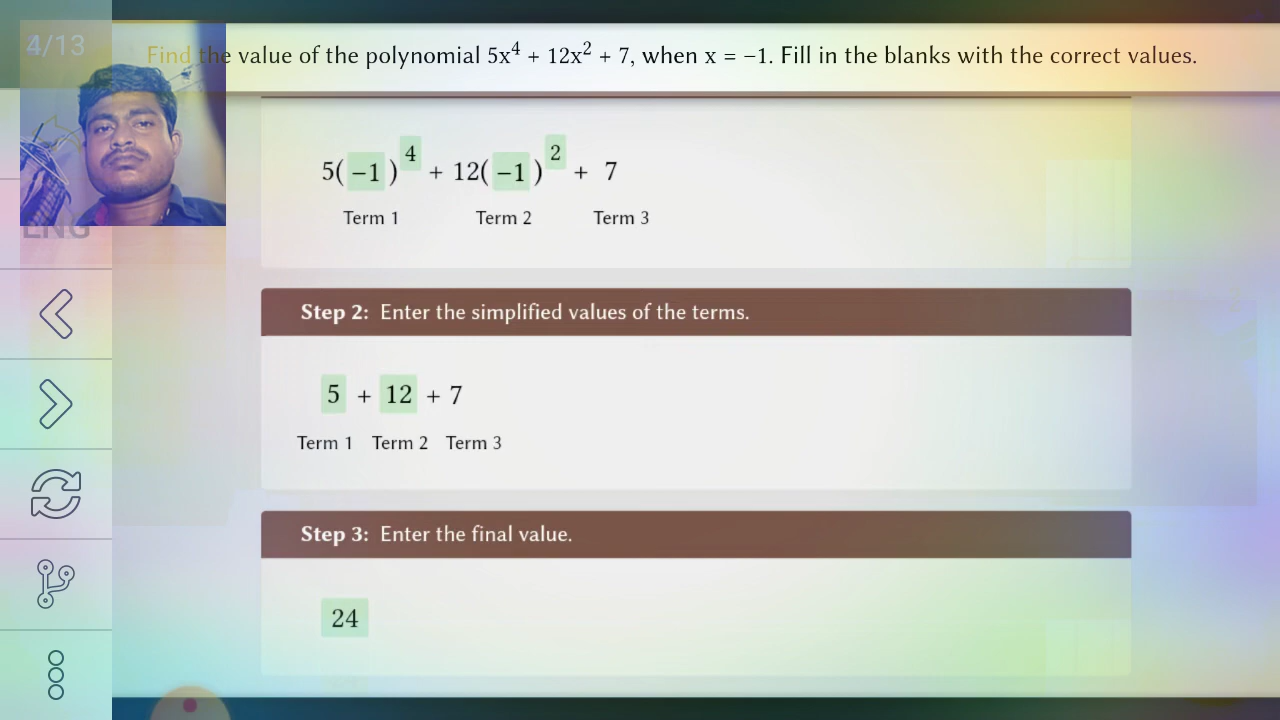 4/13
Find the value of the polynomial 5x⁴ + 12x² + 7, when x = −1. Fill in the blanks with the correct values.
5(−1)⁴ + 12(−1)² + 7
Term 1 Term 2 Term 3
ENG
Step 2: Enter the simplified values of the terms.
5 + 12 + 7
Term 1 Term 2 Term 3
Step 3: Enter the final value.
24